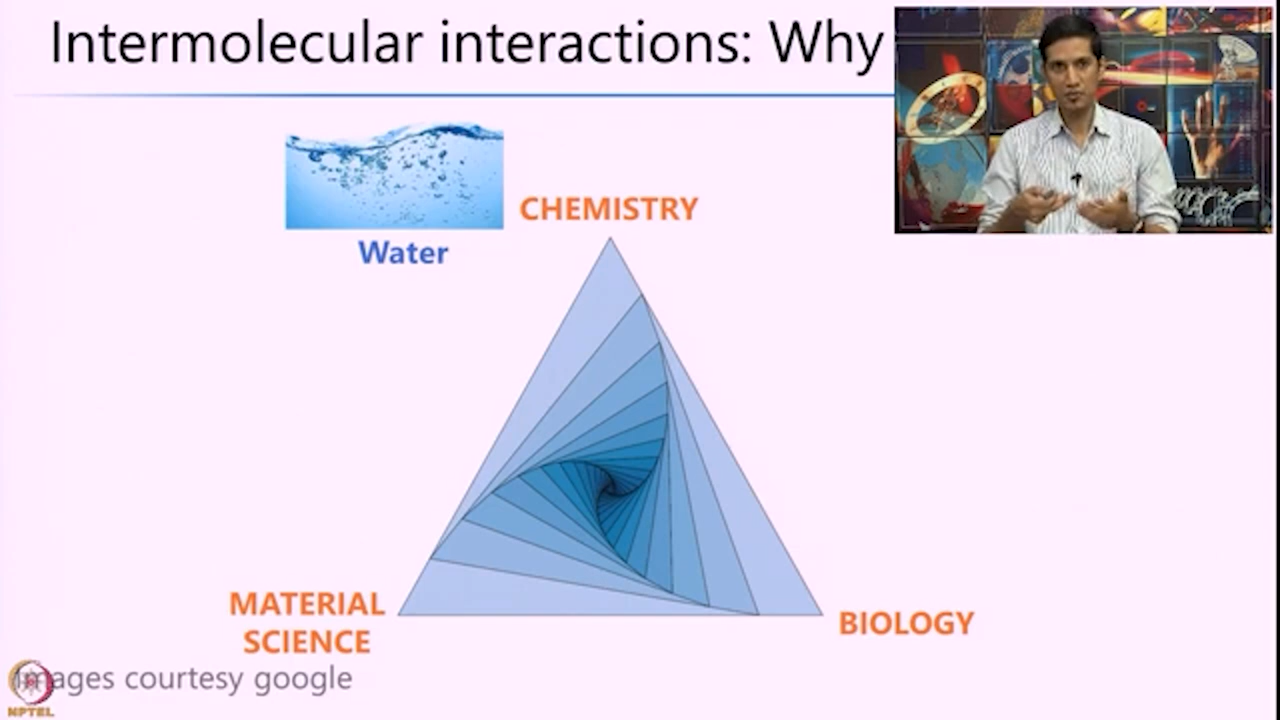 Intermolecular interactions: Why
CHEMISTRY
Water
MATERIAL
SCIENCE
BIOLOGY
Images courtesy google
NPTEL